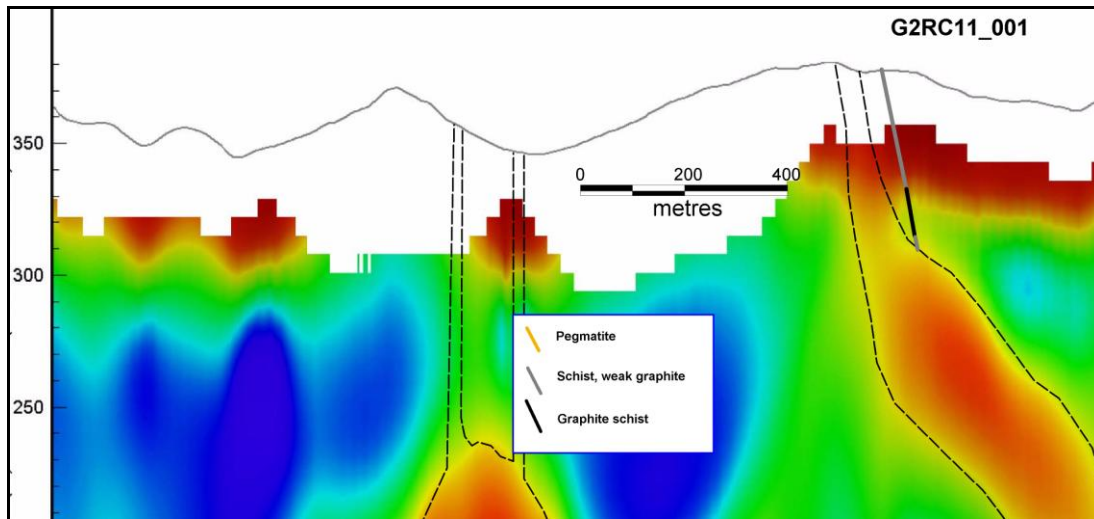 G2RC11_001
350
300
250
0 200 400
metres
Pegmatite
Schist, weak graphite
Graphite schist